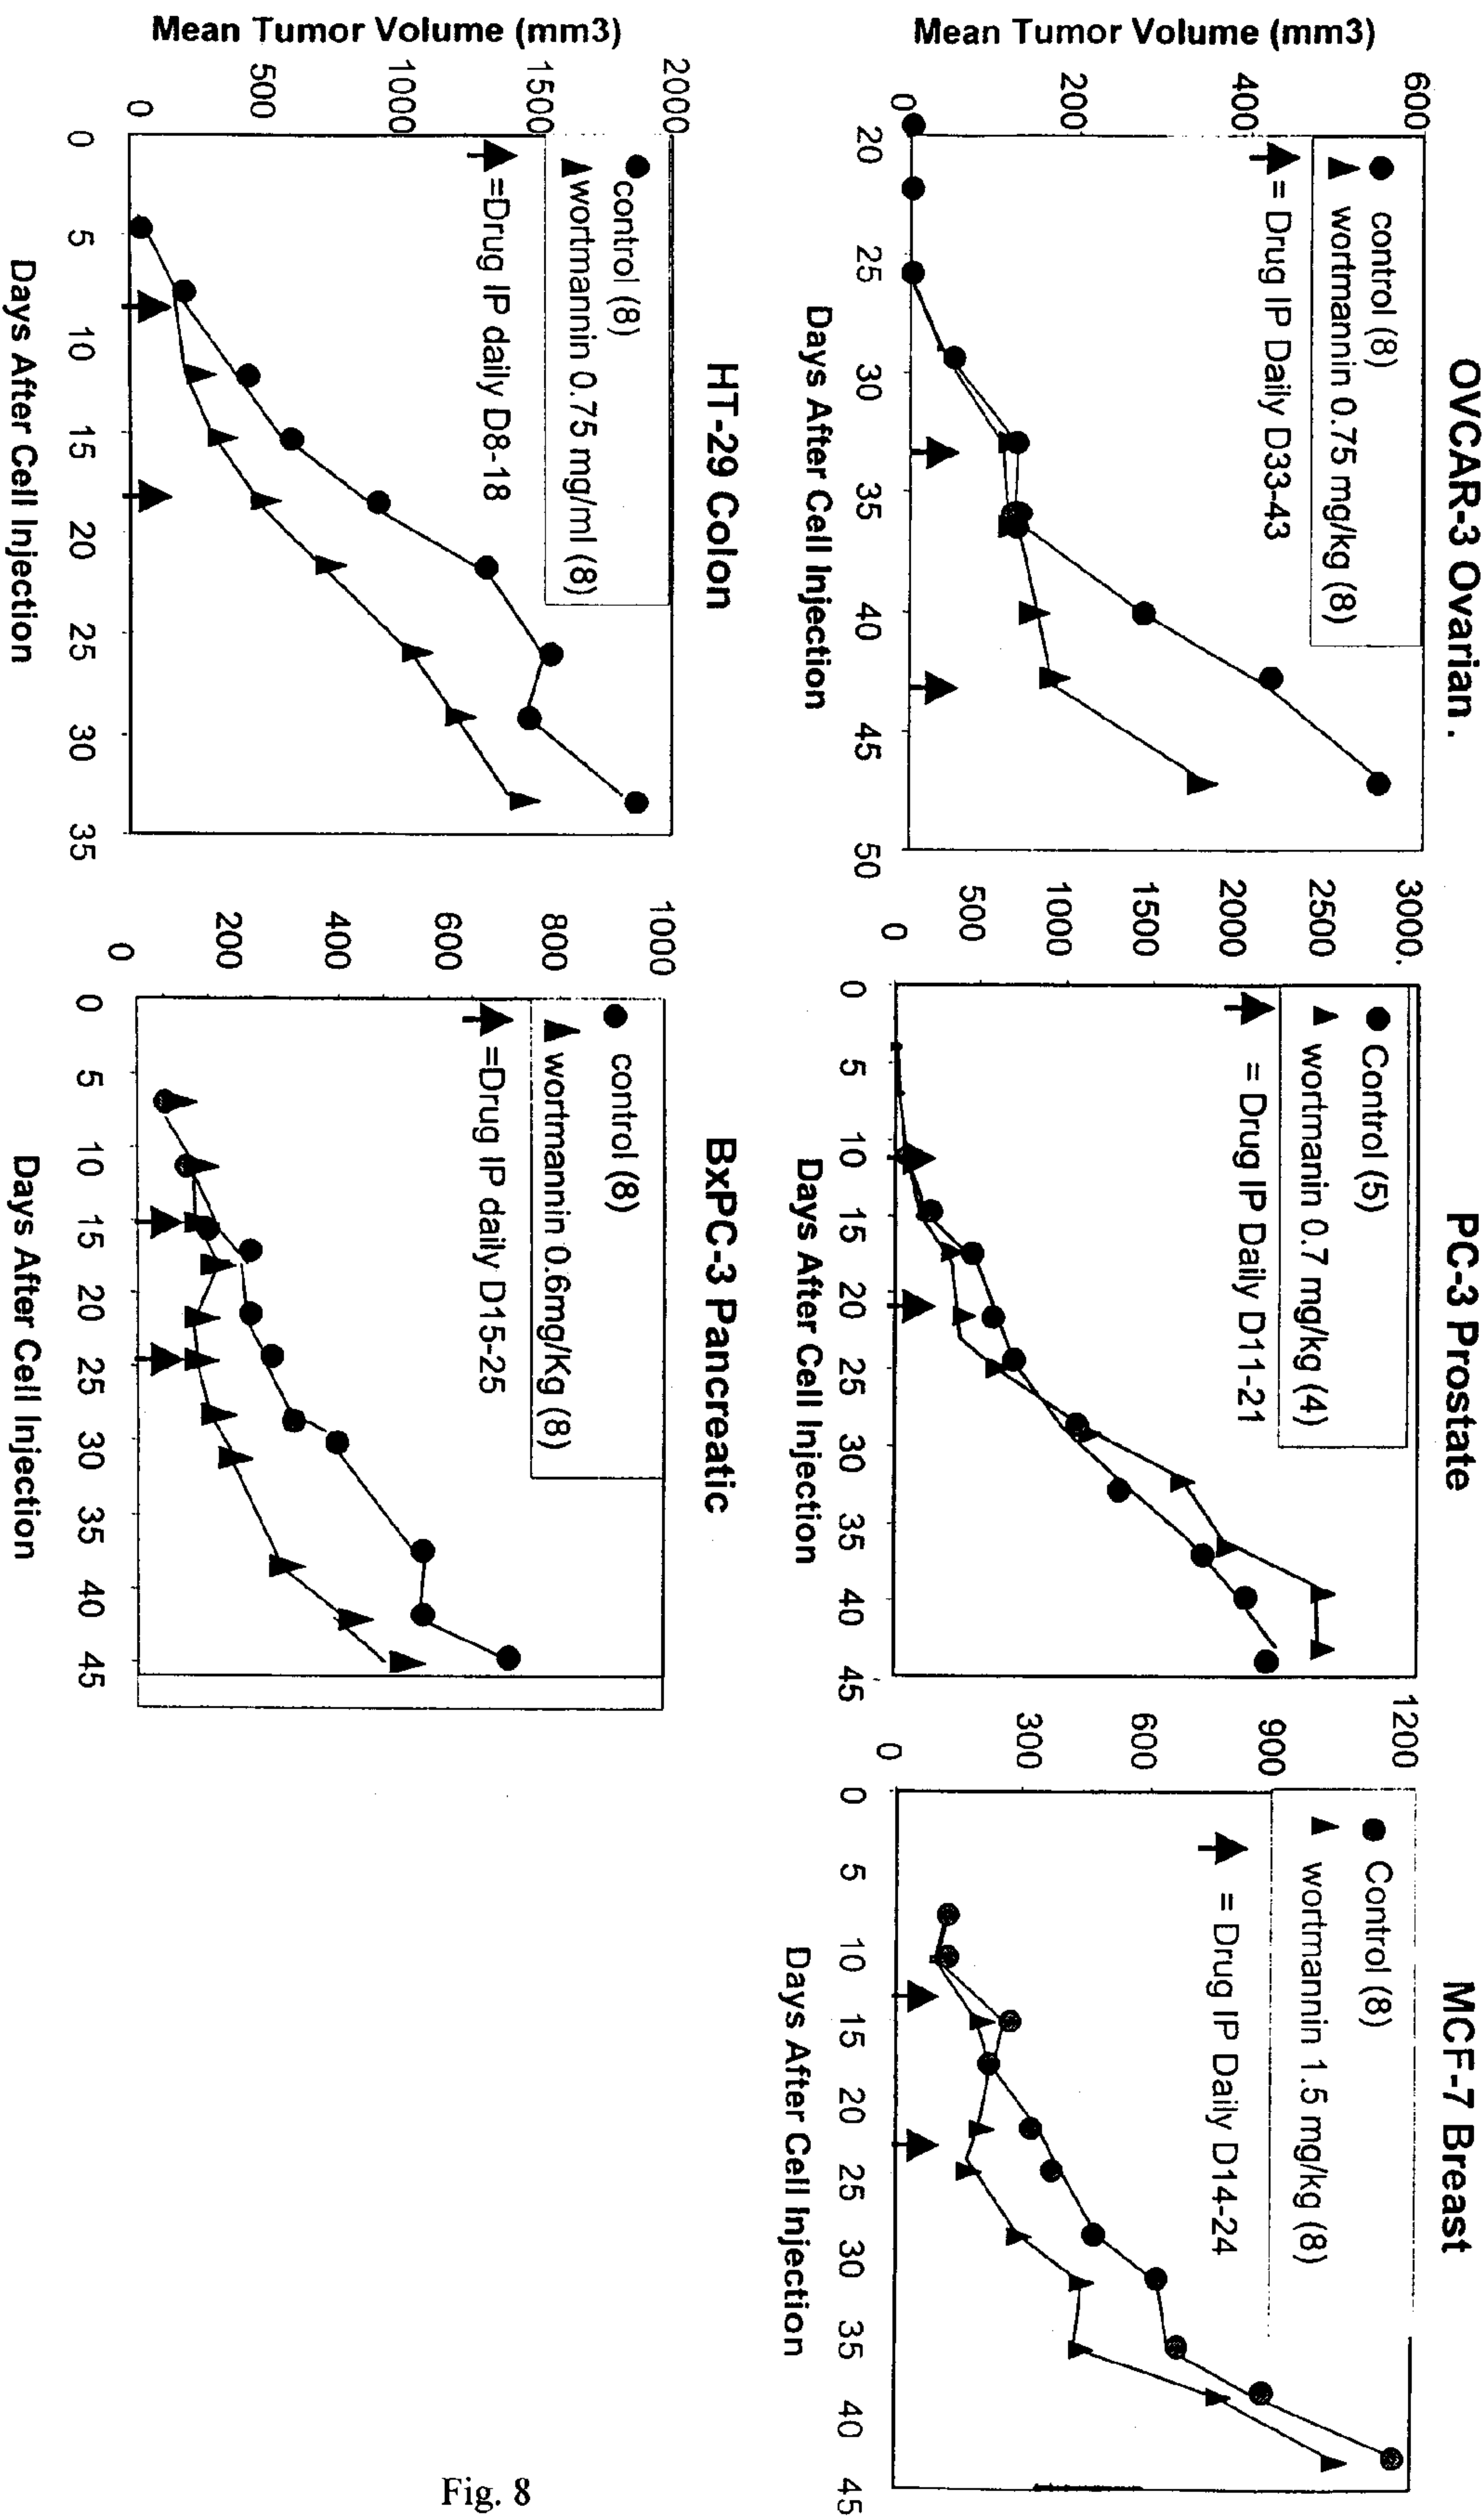 OVCAR-3 Ovarian .
Mean Tumor Volume (mm3)
600
400
200
0
control (8)
wortmannin 0.75 mg/kg (8)
= Drug IP Daily D33-43
20 25 30 35 40 45 50
Days After Cell Injection
PC-3 Prostate
3000.
2500
2000
1500
1000
500
0
Control (5)
wortmanin 0.7 mg/kg (4)
= Drug IP Daily D11-21
0 5 10 15 20 25 30 35 40 45
Days After Cell Injection
MCF-7 Breast
1200
900
600
300
0
Control (8)
wortmannin 1.5 mg/kg (8)
= Drug IP Daily D14-24
0 5 10 15 20 25 30 35 40 45
Days After Cell Injection
HT-29 Colon
Mean Tumor Volume (mm3)
2000
1500
1000
500
0
control (8)
wortmannin 0.75 mg/ml (8)
=Drug IP daily D8-18
0 5 10 15 20 25 30 35
Days After Cell Injection
BxPC-3 Pancreatic
1000
800
600
400
200
0
control (8)
wortmannin 0.6mg/Kg (8)
=Drug IP daily D15-25
0 5 10 15 20 25 30 35 40 45
Days After Cell Injection
Fig. 8